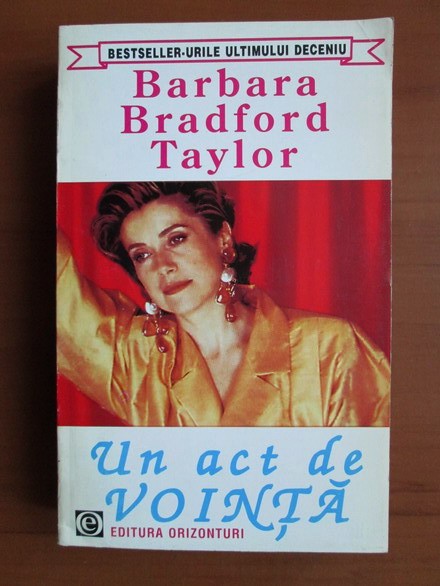 BESTSELLER-URILE ULTIMULUI DECENIU
Barbara
Bradford
Taylor
Un act de
VOINȚĂ
e EDITURA ORIZONTURI